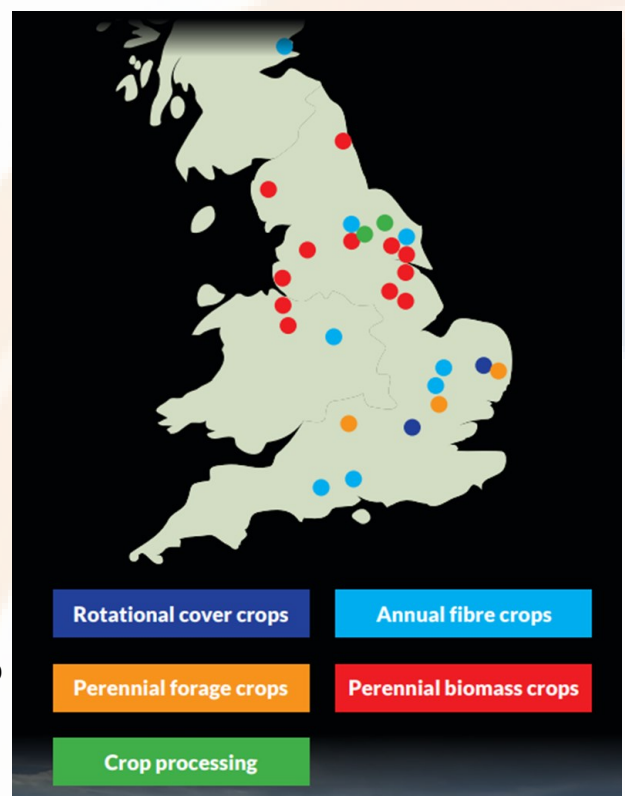 Rotational cover crops
Annual fibre crops
Perennial forage crops
Perennial biomass crops
Crop processing